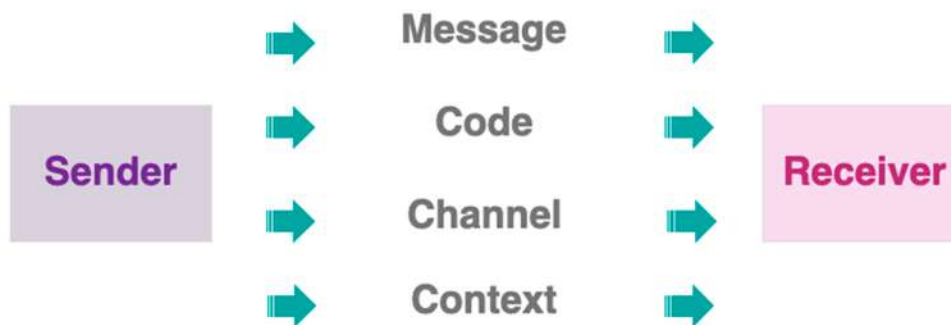 Message
Code
Sender
Receiver
Channel
Context